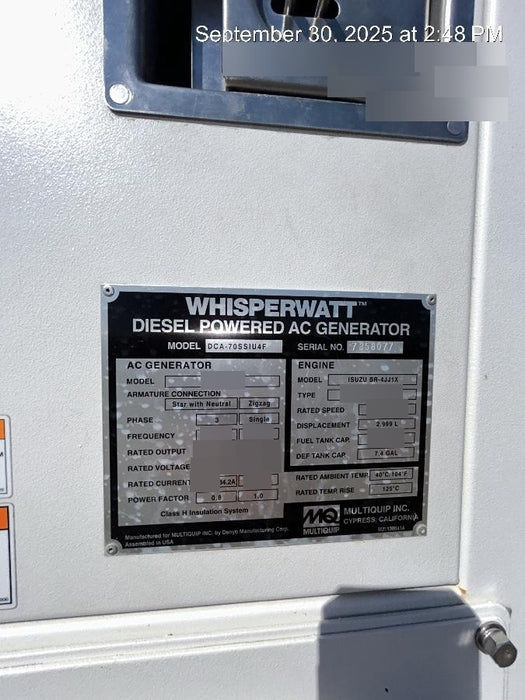 September 30, 2025 at 2:48 PM
WHISPERWATT™
DIESEL POWERED AC GENERATOR
MODEL DCA-70SSIU4F SERIAL NO.
AC GENERATOR
MODEL
ARMATURE CONNECTION
Star with Neutral Zigzag
PHASE 3 Single
FREQUENCY
RATED OUTPUT
RATED VOLTAGE
RATED CURRENT
POWER FACTOR 0.8 1.0
Class H Insulation System
ENGINE
MODEL ISUZU BR-4JJ1X
TYPE
RATED SPEED
DISPLACEMENT 2.999 L
FUEL TANK CAP.
DEF TANK CAP. 7.4 GAL
RATED AMBIENT TEMP. 40°C, 104°F
RATED TEMP RISE 125°C
MQ
MULTIQUIP
MULTIQUIP INC.
CYPRESS, CALIFORNIA
Manufactured for MULTIQUIP INC. by Denyo Manufacturing Corp.
Assembled in USA